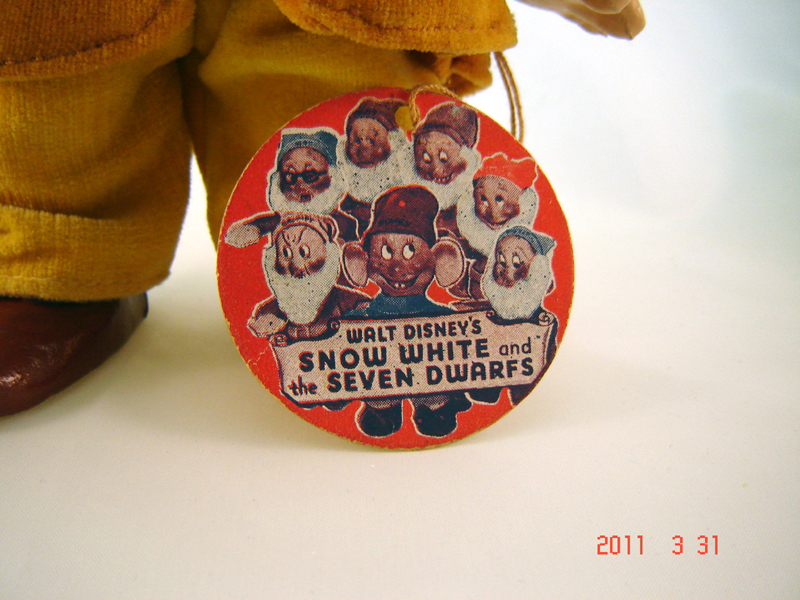 WALT DISNEY'S
SNOW WHITE and
the SEVEN DWARFS
2011 3 31